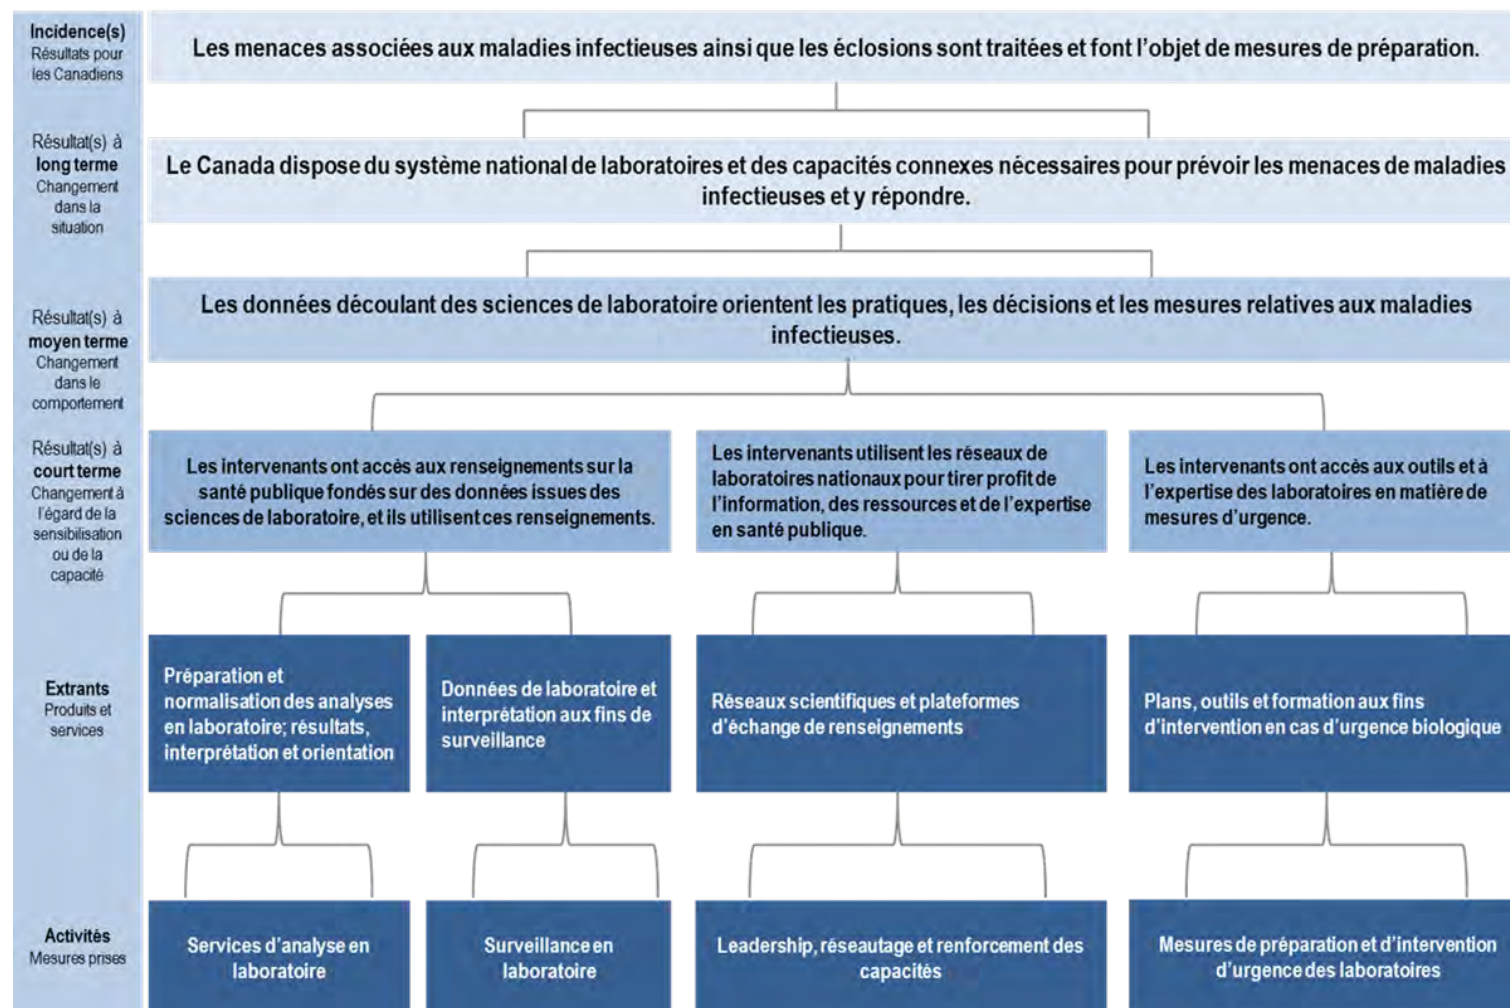 Incidence(s)
Résultats pour
les Canadiens
Les menaces associées aux maladies infectieuses ainsi que les éclosions sont traitées et font l'objet de mesures de préparation.
Résultat(s) à
long terme
Changement
dans la
situation
Le Canada dispose du système national de laboratoires et des capacités connexes nécessaires pour prévoir les menaces de maladies
infectieuses et y répondre.
Résultat(s) à
moyen terme
Changement
dans le
comportement
Les données découlant des sciences de laboratoire orientent les pratiques, les décisions et les mesures relatives aux maladies
infectieuses.
Résultat(s) à
court terme
Changement à
l'égard de la
sensibilisation
ou de la
capacité
Les intervenants ont accès aux renseignements sur la
santé publique fondés sur des données issues des
sciences de laboratoire, et ils utilisent ces renseignements.
Les intervenants utilisent les réseaux de
laboratoires nationaux pour tirer profit de
l'information, des ressources et de l'expertise
en santé publique.
Les intervenants ont accès aux outils et à
l'expertise des laboratoires en matière de
mesures d'urgence.
Extrants
Produits et
services
Préparation et
normalisation des analyses
en laboratoire; résultats,
interprétation et orientation
Données de laboratoire et
interprétation aux fins de
surveillance
Réseaux scientifiques et plateformes
d'échange de renseignements
Plans, outils et formation aux fins
d'intervention en cas d'urgence biologique
Activités
Mesures prises
Services d'analyse en
laboratoire
Surveillance en
laboratoire
Leadership, réseautage et renforcement des
capacités
Mesures de préparation et d'intervention
d'urgence des laboratoires